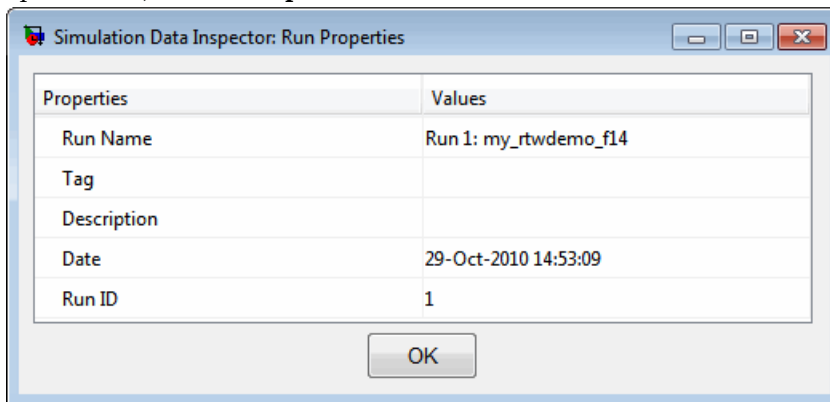 Simulation Data Inspector: Run Properties
Properties Values
Run Name Run 1: my_rtwdemo_f14
Tag
Description
Date 29-Oct-2010 14:53:09
Run ID 1
OK